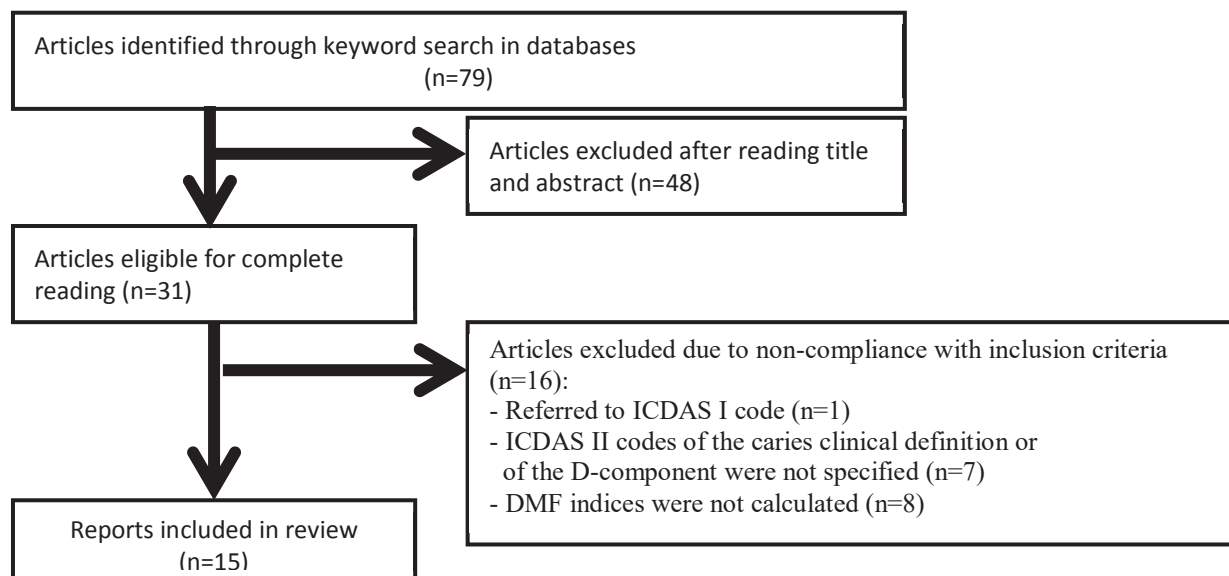 Articles identified through keyword search in databases
(n=79)
Articles excluded after reading title
and abstract (n=48)
Articles eligible for complete
reading (n=31)
Articles excluded due to non-compliance with inclusion criteria
(n=16):
- Referred to ICDAS I code (n=1)
- ICDAS II codes of the caries clinical definition or
of the D-component were not specified (n=7)
- DMF indices were not calculated (n=8)
Reports included in review
(n=15)